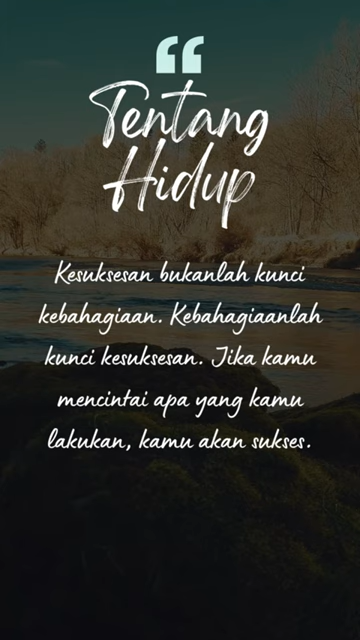 Tentang
Hidup
Kesuksesan bukanlah kunci
kebahagiaan. Kebahagiaanlah
kunci kesuksesan. Jika kamu
mencintai apa yang kamu
lakukan, kamu akan sukses.